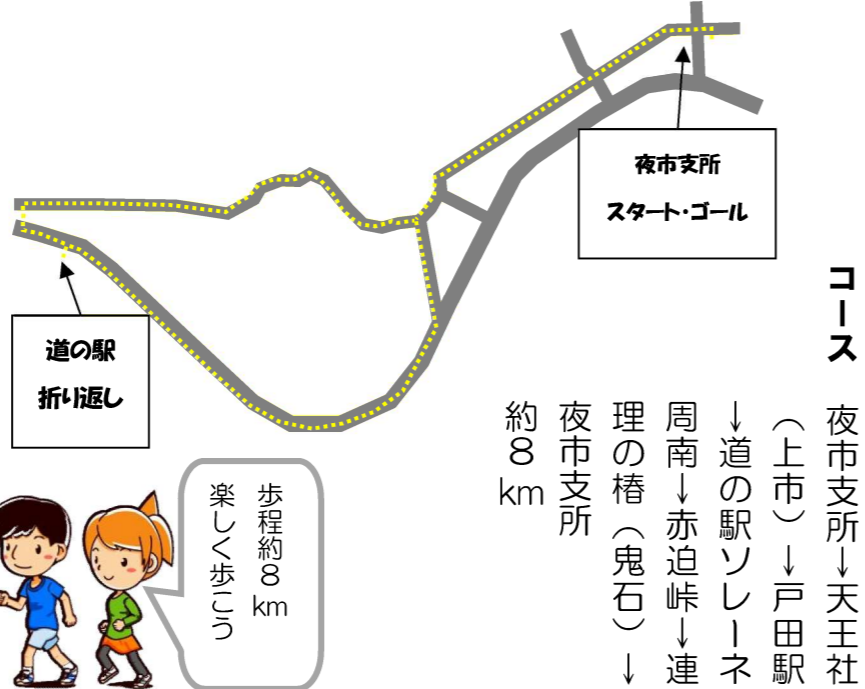 コース
夜市支所→天王社
（上市）→戸田駅
→道の駅ソレーネ
周南→赤迫峠→連
理の椿（鬼石）→
夜市支所
約８km
夜市支所
スタート・ゴール
道の駅
折り返し
歩程約８km
楽しく歩こう